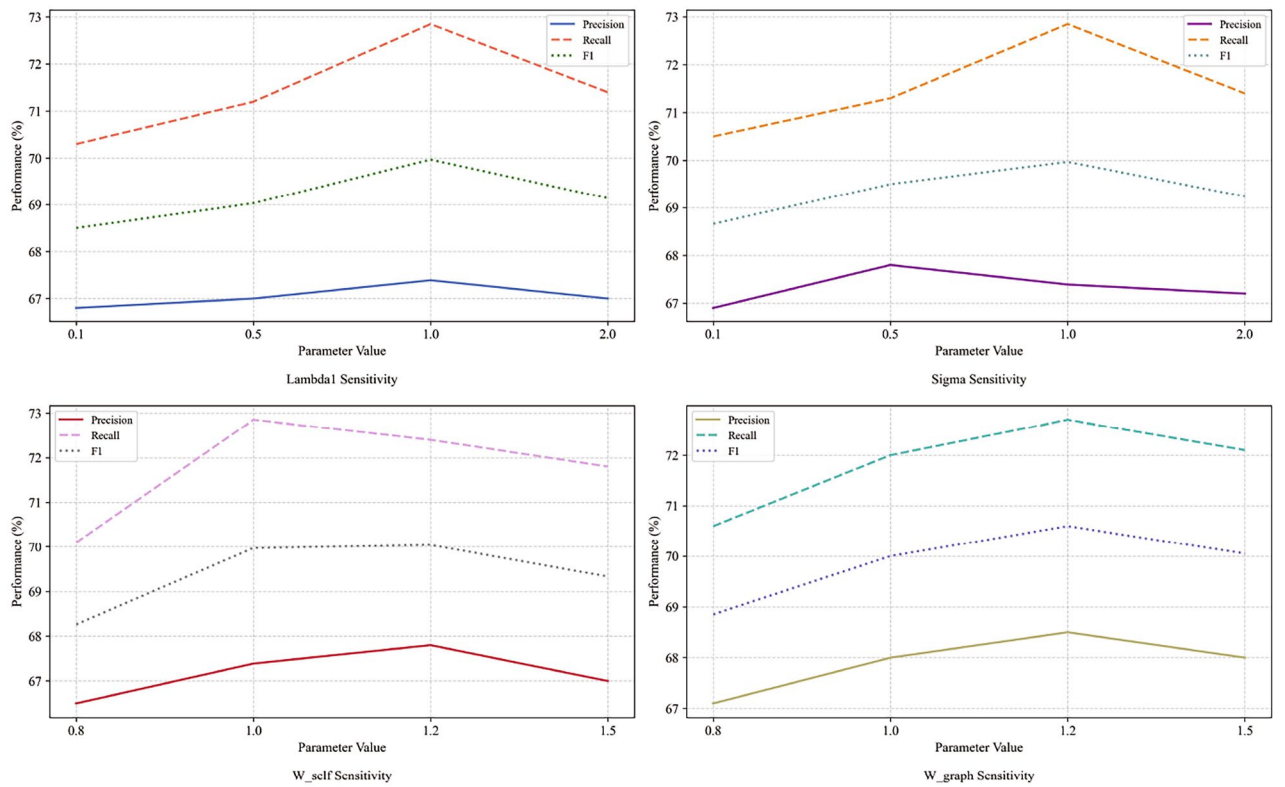 73
72
71
70
69
68
67
Performance (%)
Precision
Recall
F1
0.1 0.5 1.0 2.0
Parameter Value
Lambda1 Sensitivity
73
72
71
70
69
68
67
Performance (%)
Precision
Recall
F1
0.1 0.5 1.0 2.0
Parameter Value
Sigma Sensitivity
73
72
71
70
69
68
67
Performance (%)
Precision
Recall
F1
0.8 1.0 1.2 1.5
Parameter Value
W_self Sensitivity
72
71
70
69
68
67
Performance (%)
Precision
Recall
F1
0.8 1.0 1.2 1.5
Parameter Value
W_graph Sensitivity